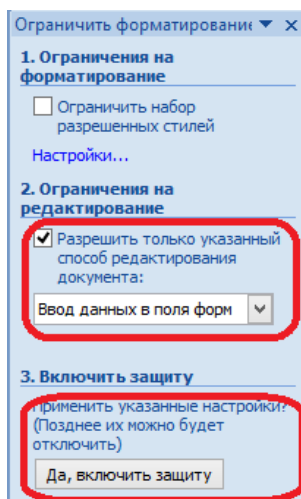 Ограничить форматировани
1. Ограничения на
форматирование
Ограничить набор
разрешенных стилей
Настройки...
2. Ограничения на
редактирование
Разрешить только указанный
способ редактирования
документа:
Ввод данных в поля форм
3. Включить защиту
Применить указанные настройки?
(Позднее их можно будет
отключить)
Да, включить защиту